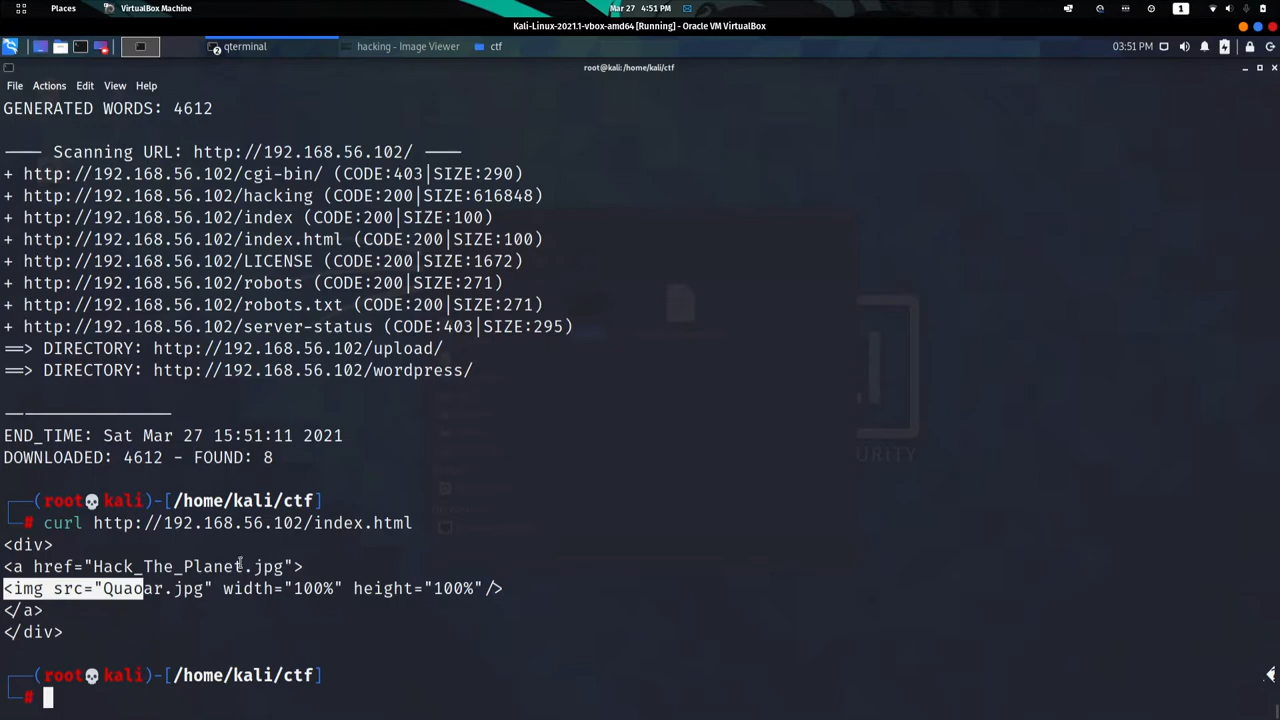 Places VirtualBox Machine Mar 27 4:51 PM 1
Kali-Linux-2021.1-vbox-amd64 [Running] - Oracle VM VirtualBox
qterminal hacking - Image Viewer ctf 03:51 PM
root@kali:/home/kali/ctf
File Actions Edit View Help
GENERATED WORDS: 4612
---- Scanning URL: http://192.168.56.102/ ----
+ http://192.168.56.102/cgi-bin/ (CODE:403|SIZE:290)
+ http://192.168.56.102/hacking (CODE:200|SIZE:616848)
+ http://192.168.56.102/index (CODE:200|SIZE:100)
+ http://192.168.56.102/index.html (CODE:200|SIZE:100)
+ http://192.168.56.102/LICENSE (CODE:200|SIZE:1672)
+ http://192.168.56.102/robots (CODE:200|SIZE:271)
+ http://192.168.56.102/robots.txt (CODE:200|SIZE:271)
+ http://192.168.56.102/server-status (CODE:403|SIZE:295)
==> DIRECTORY: http://192.168.56.102/upload/
==> DIRECTORY: http://192.168.56.102/wordpress/
-----------------
END_TIME: Sat Mar 27 15:51:11 2021
DOWNLOADED: 4612 - FOUND: 8
┌──(root💀kali)-[/home/kali/ctf]
└─# curl http://192.168.56.102/index.html
<div>
<a href="Hack_The_Planet.jpg">
<img src="Quaoar.jpg" width="100%" height="100%"/>
</a>
</div>
┌──(root💀kali)-[/home/kali/ctf]
└─#